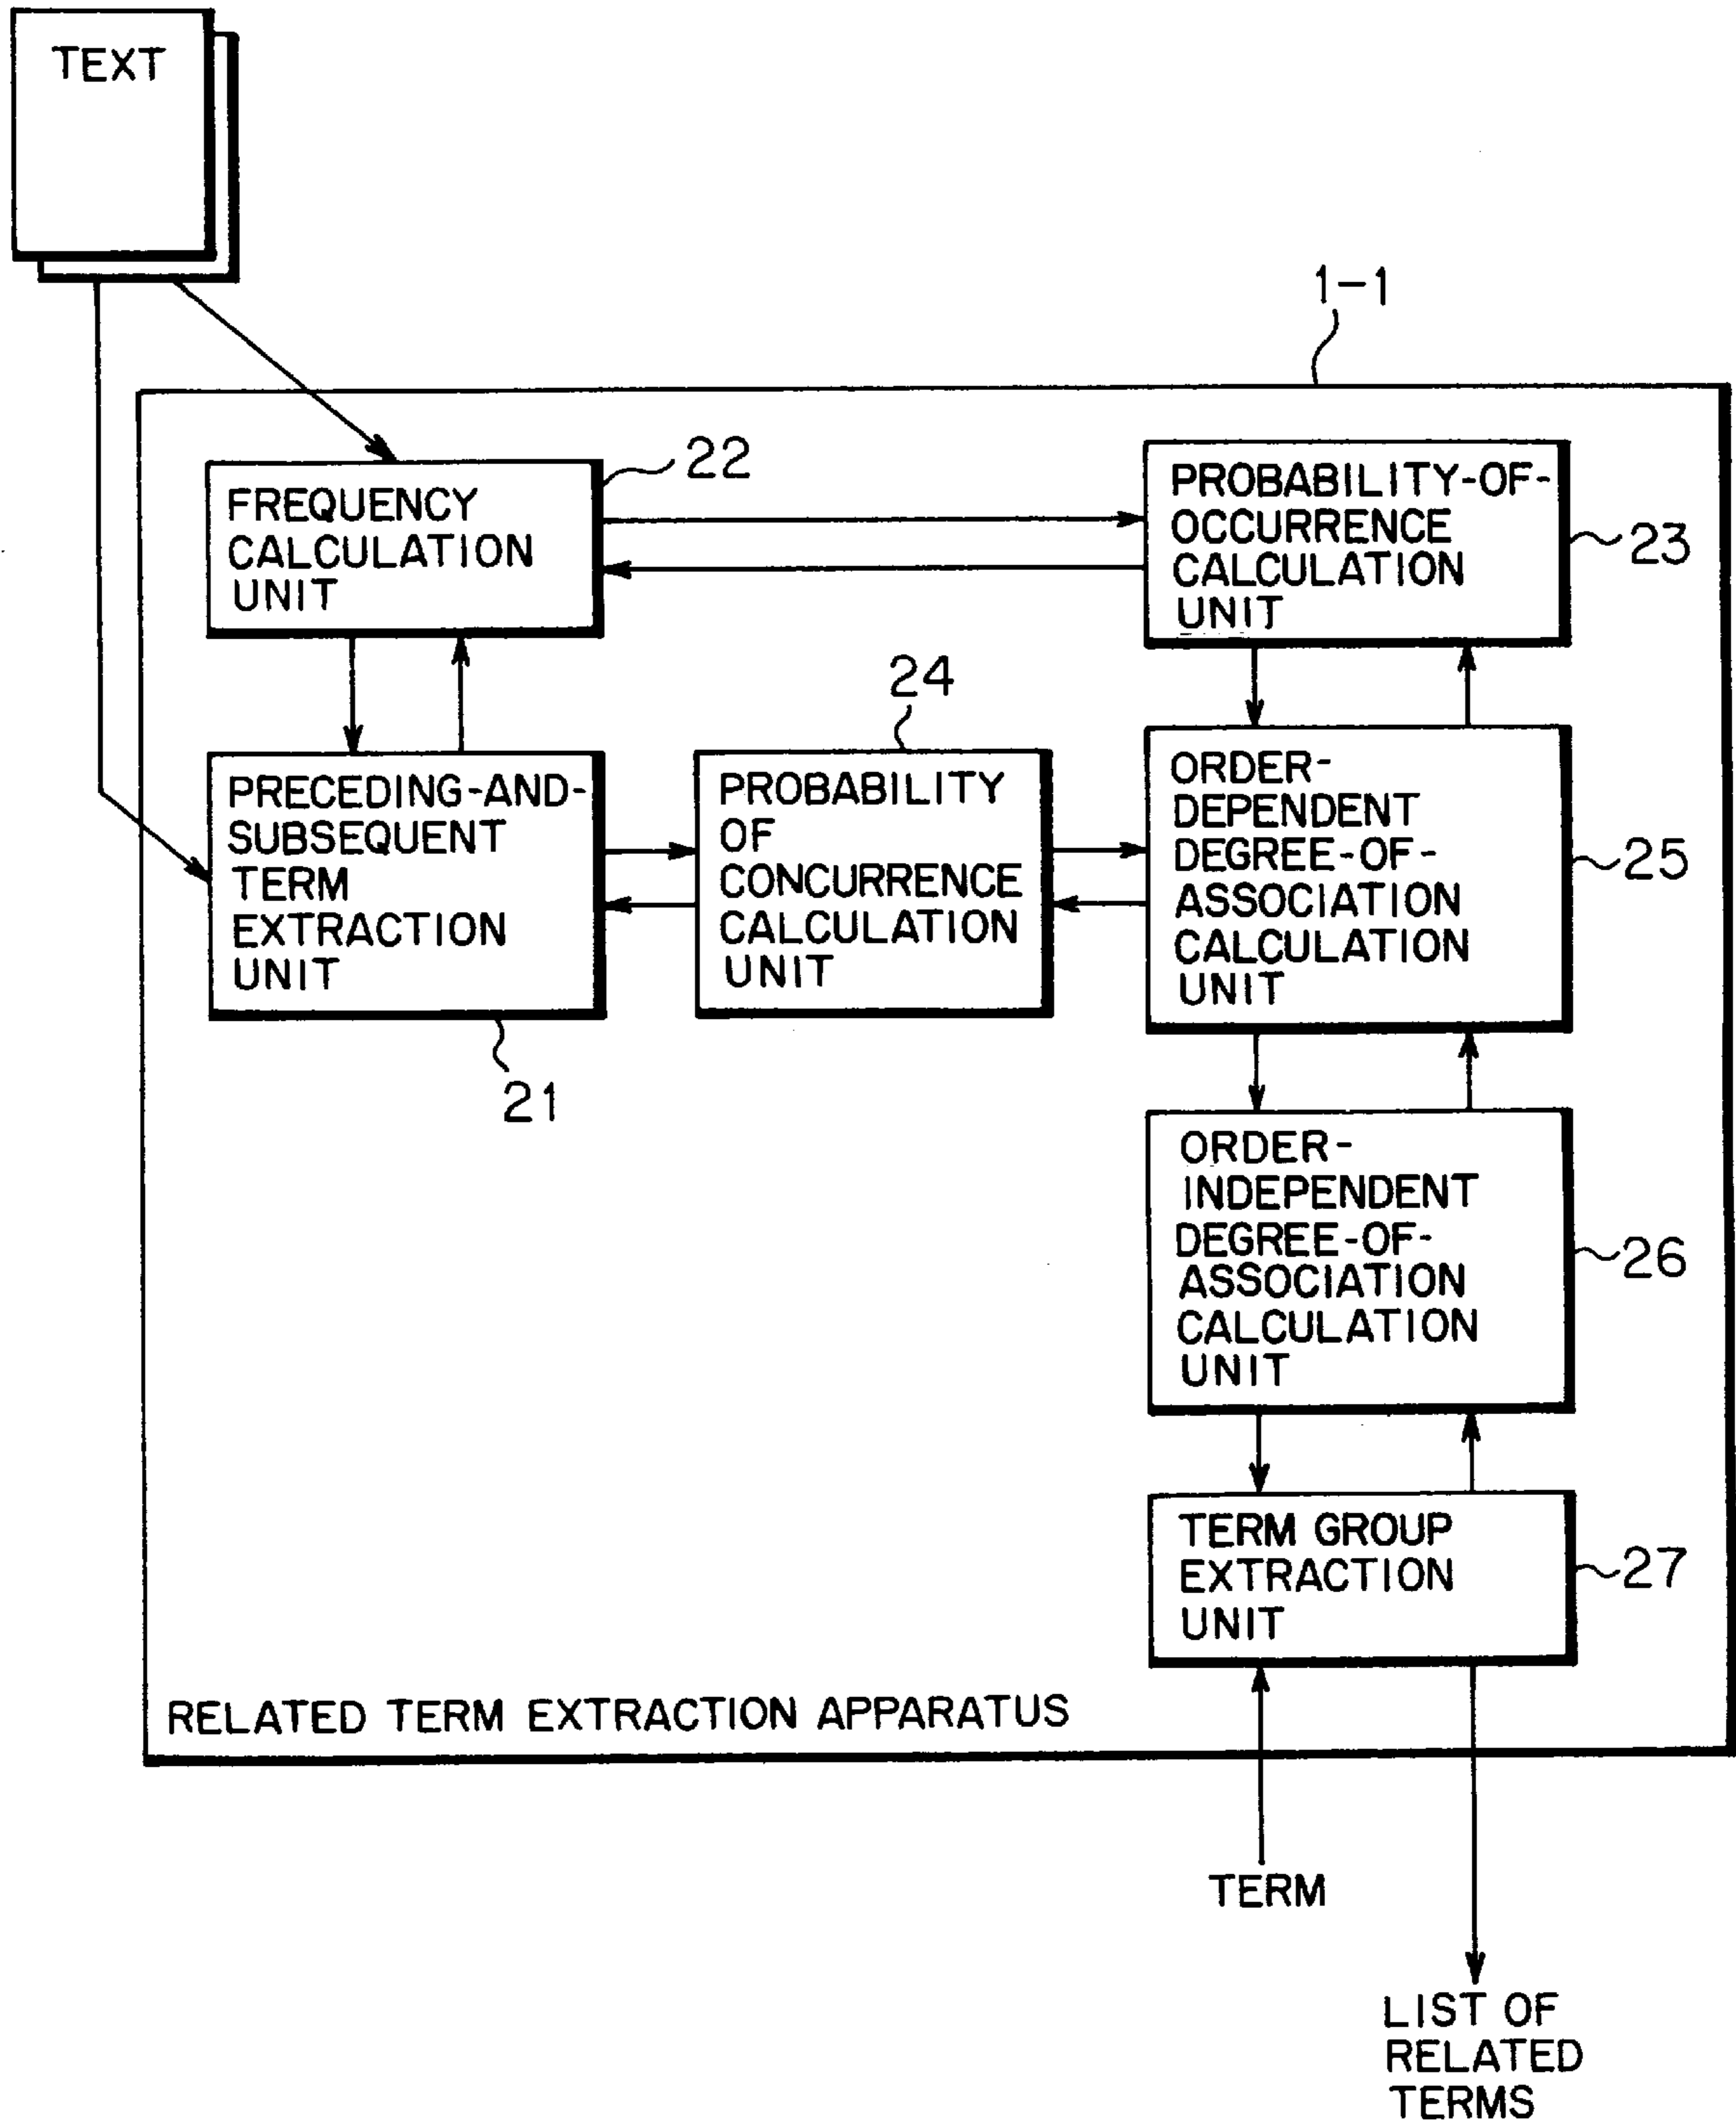 TEXT
1-1
FREQUENCY
CALCULATION
UNIT
22
PROBABILITY-OF-
OCCURRENCE
CALCULATION
UNIT
23
24
PRECEDING-AND-
SUBSEQUENT
TERM
EXTRACTION
UNIT
21
PROBABILITY
OF
CONCURRENCE
CALCULATION
UNIT
ORDER-
DEPENDENT
DEGREE-OF-
ASSOCIATION
CALCULATION
UNIT
25
ORDER-
INDEPENDENT
DEGREE-OF-
ASSOCIATION
CALCULATION
UNIT
26
TERM GROUP
EXTRACTION
UNIT
27
RELATED TERM EXTRACTION APPARATUS
TERM
LIST OF
RELATED
TERMS